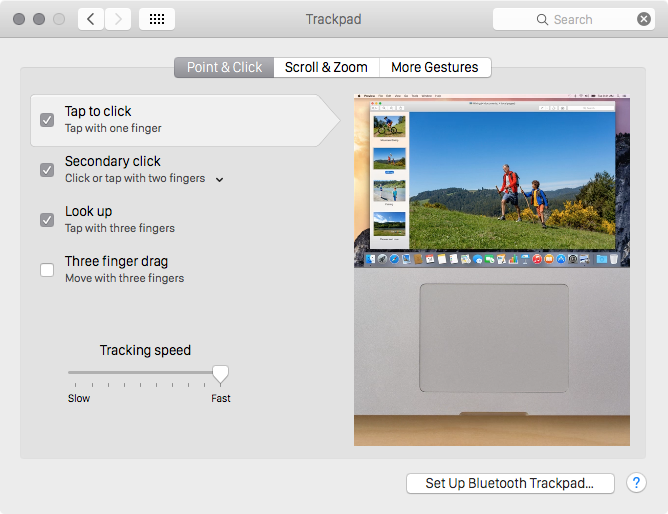 Trackpad
Search
Point & Click
Scroll & Zoom
More Gestures
Tap to click
Tap with one finger
Secondary click
Click or tap with two fingers
Look up
Tap with three fingers
Three finger drag
Move with three fingers
Tracking speed
Slow
Fast
Set Up Bluetooth Trackpad...
?